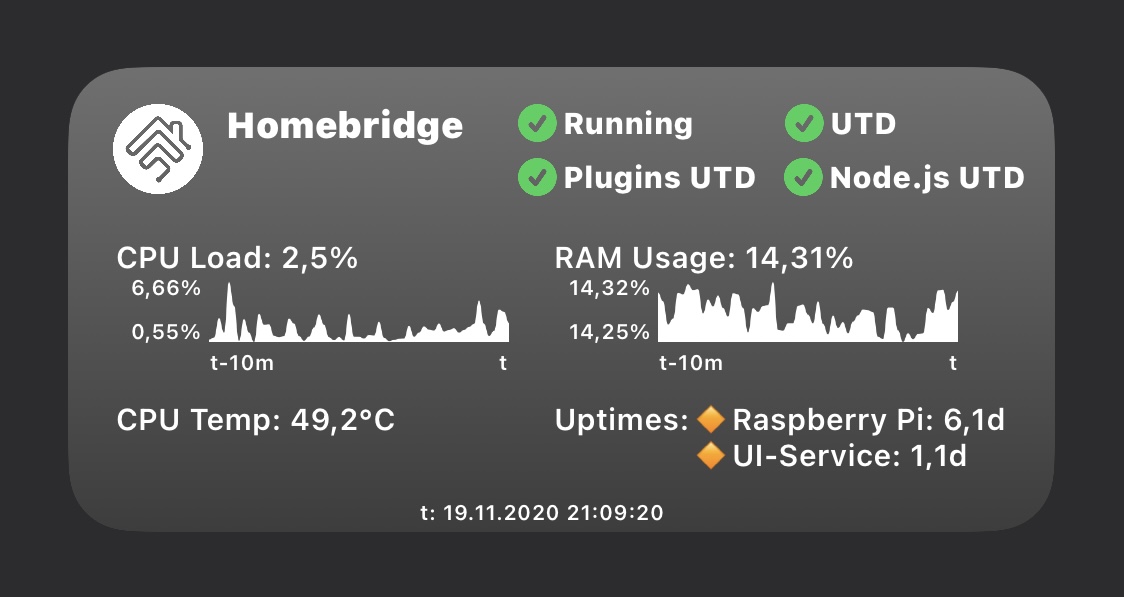 Homebridge
Running
UTD
Plugins UTD
Node.js UTD
CPU Load: 2,5%
6,66%
0,55%
t-10m
t
RAM Usage: 14,31%
14,32%
14,25%
t-10m
t
CPU Temp: 49,2°C
Uptimes: 🔸 Raspberry Pi: 6,1d
🔸 UI-Service: 1,1d
t: 19.11.2020 21:09:20